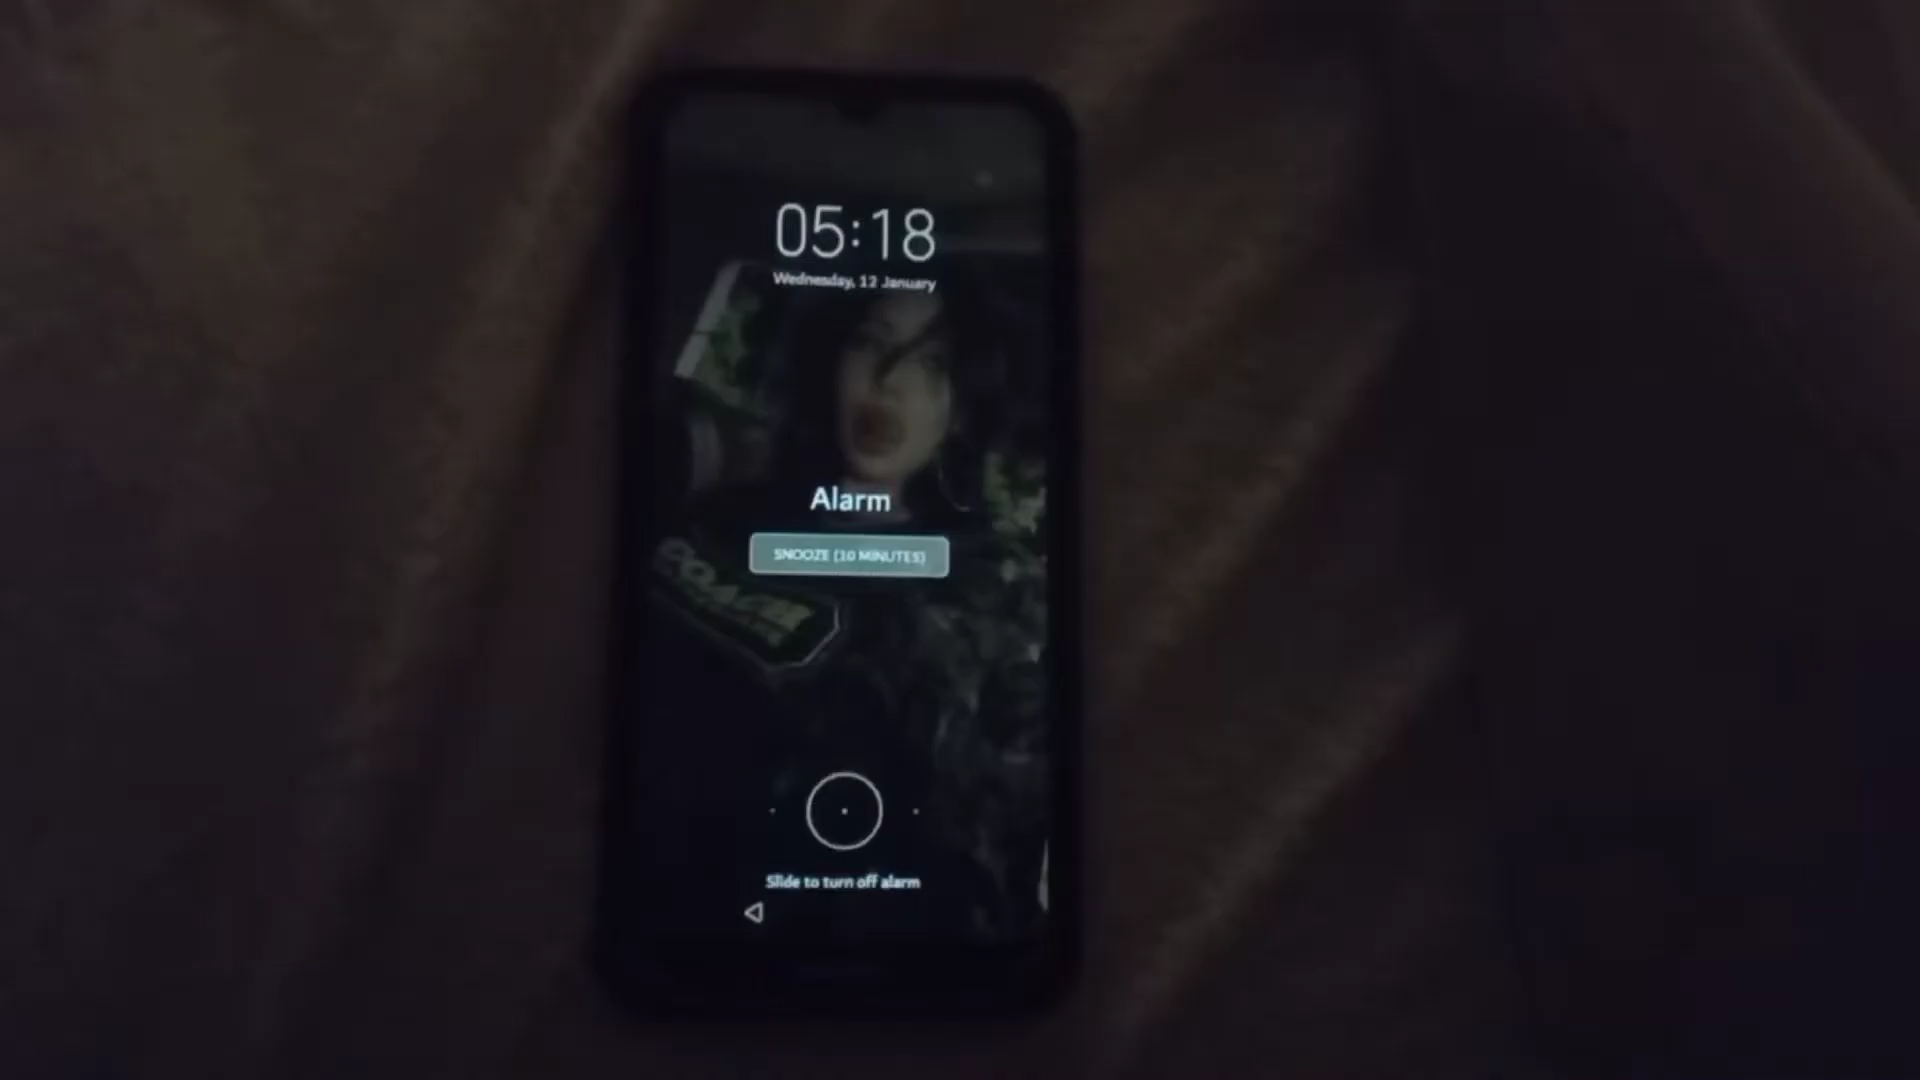 05:18
Wednesday, 12 January
Alarm
SNOOZE (10 MINUTES)
Slide to turn off alarm